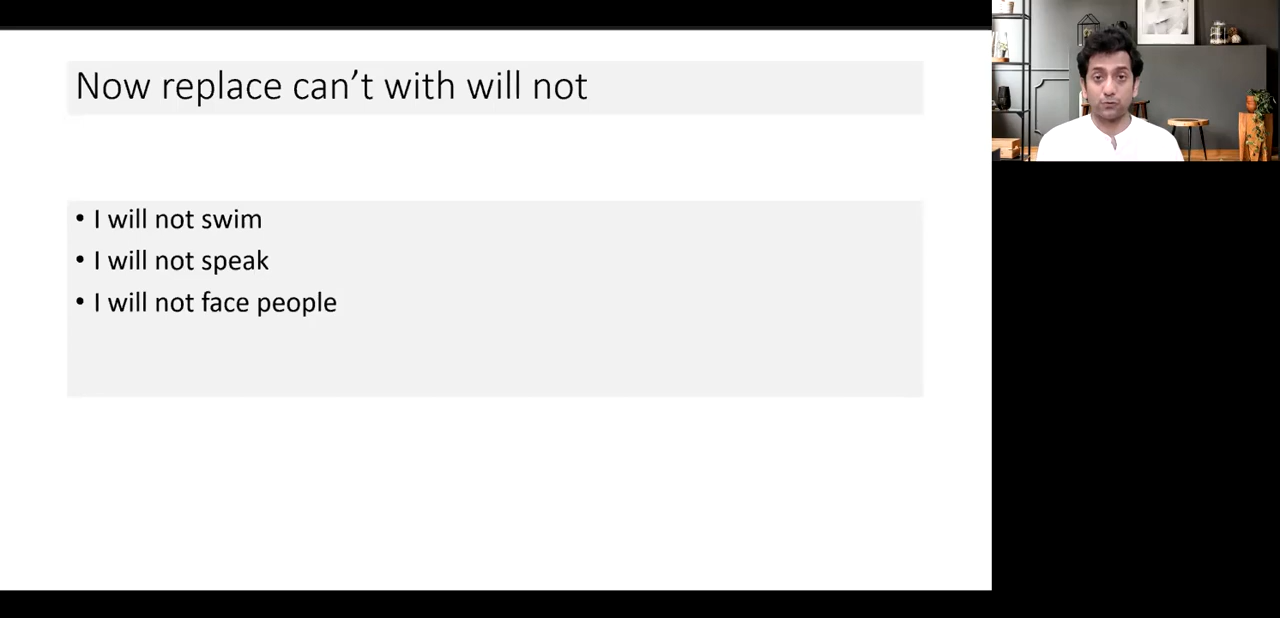 Now replace can’t with will not
• I will not swim
• I will not speak
• I will not face people